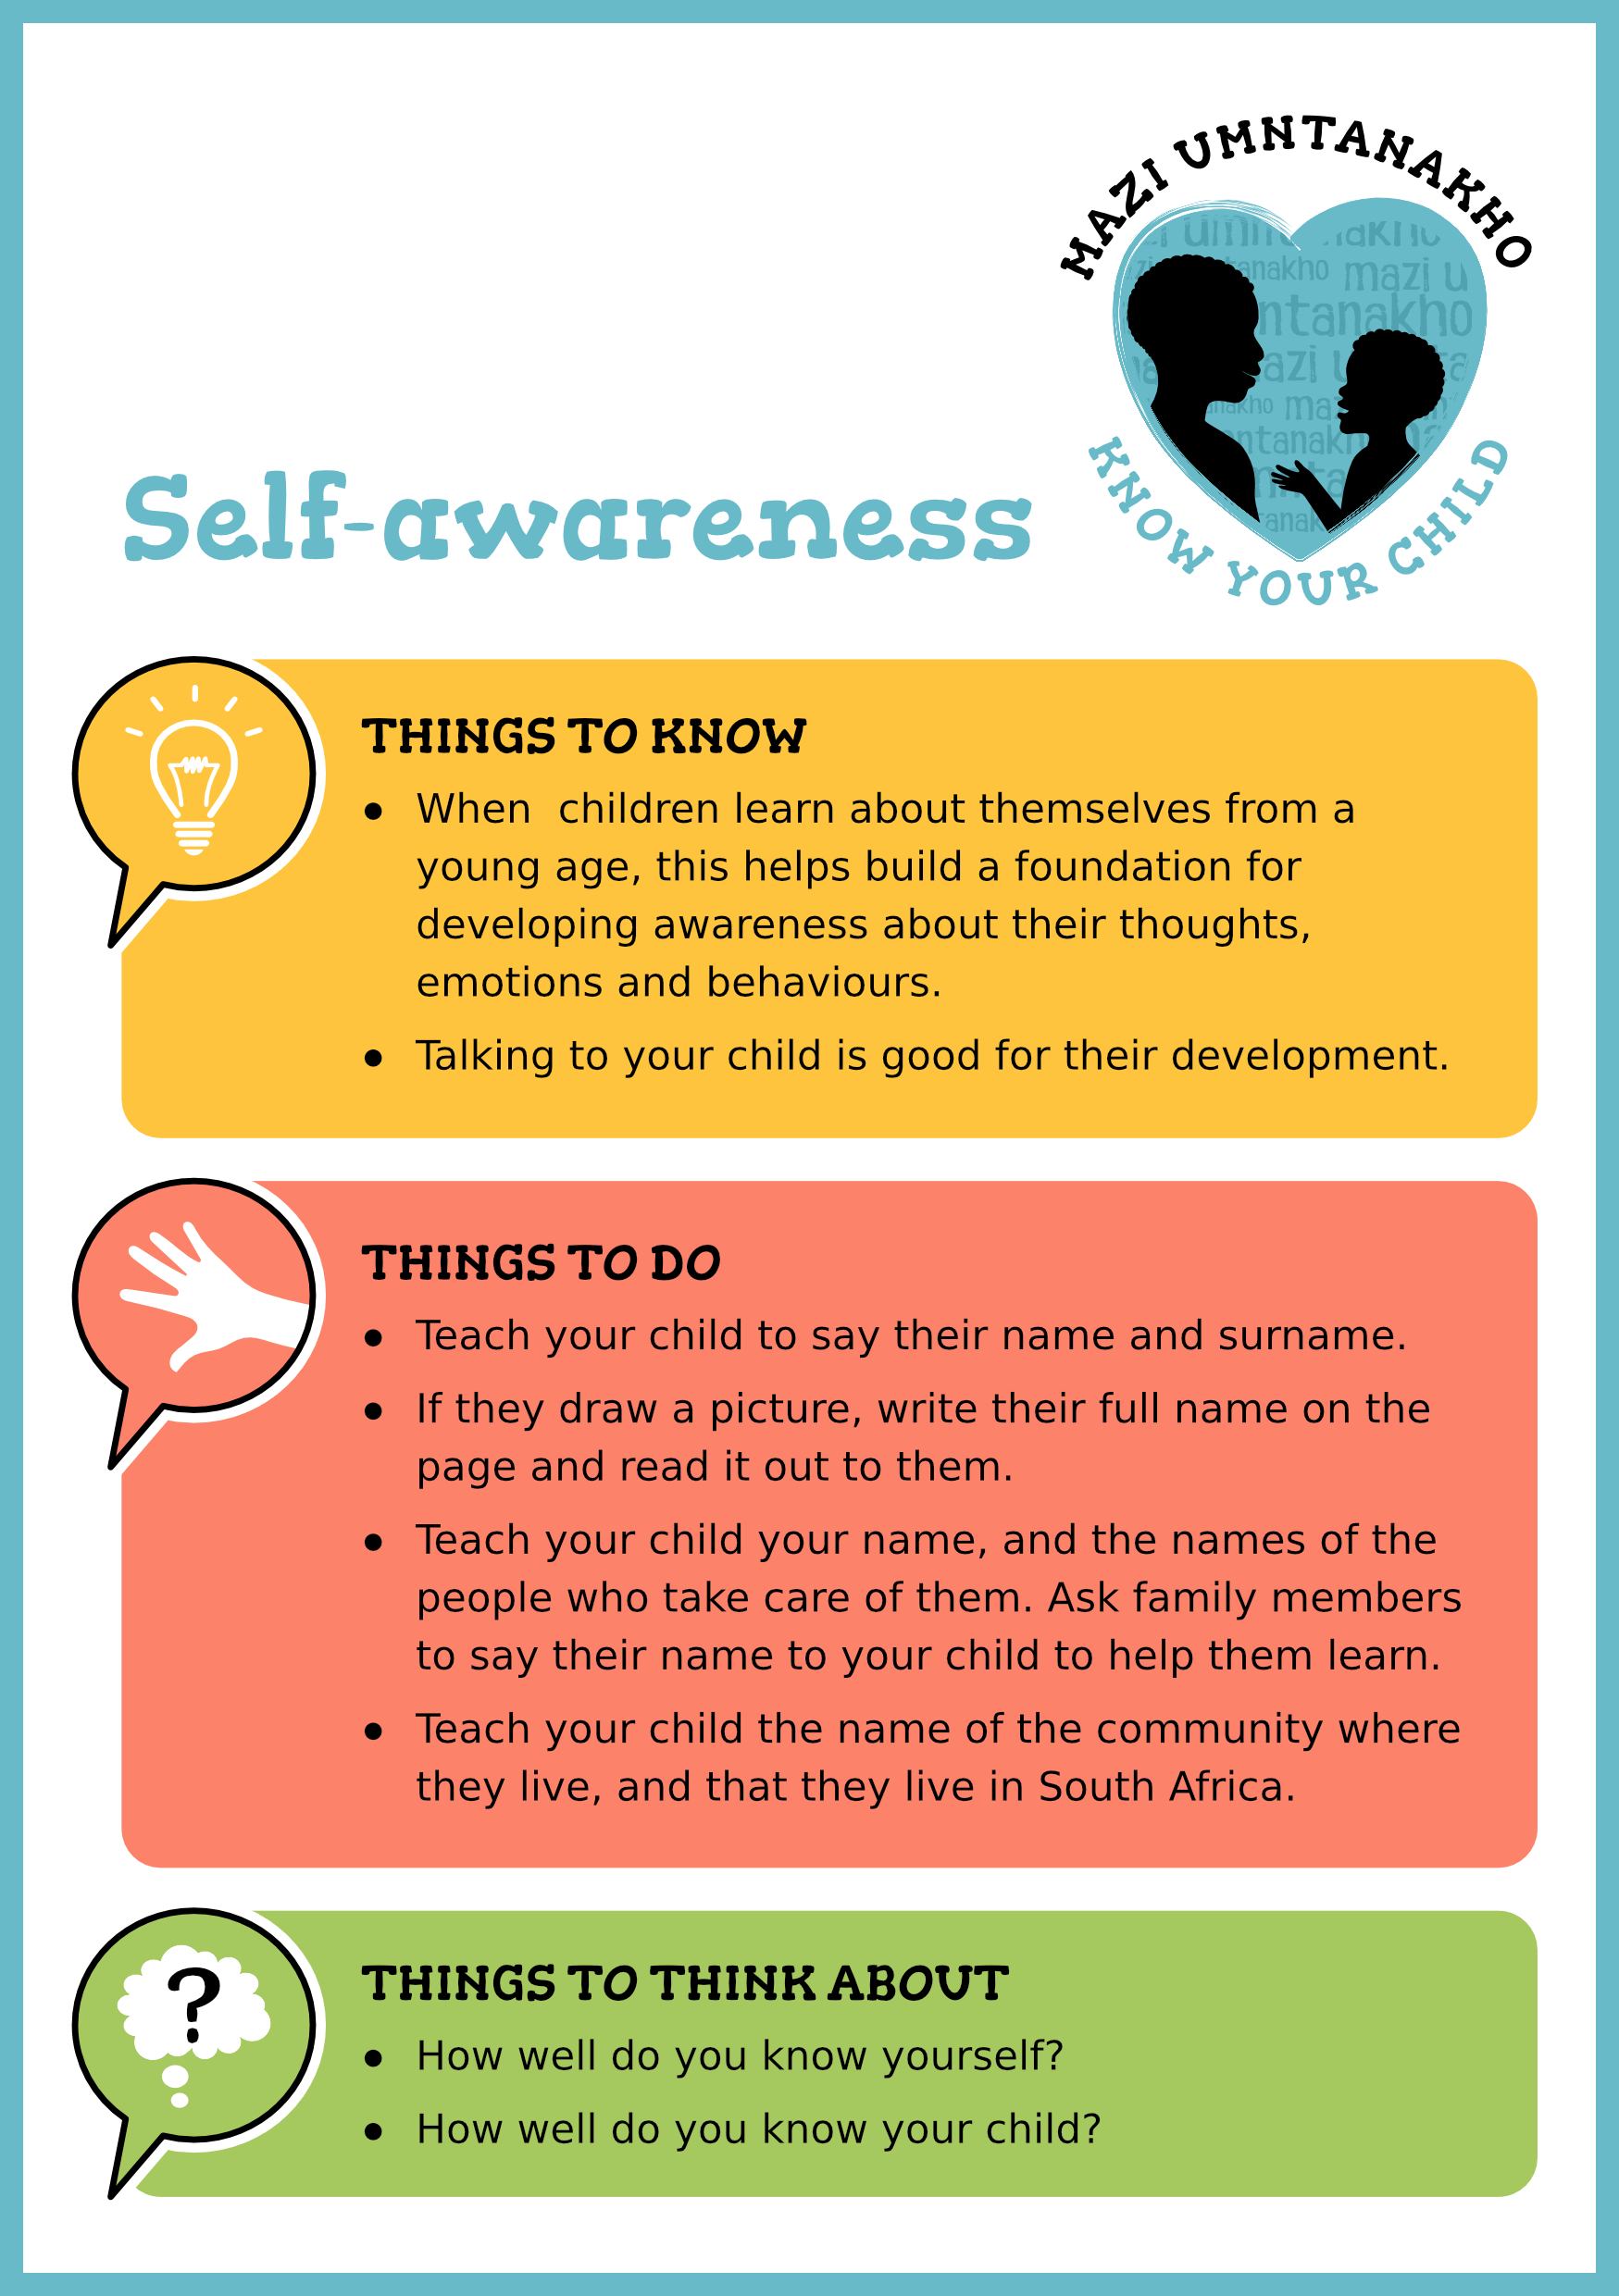 MAZI UMNTANAKHO
KNOW YOUR CHILD
Self-awareness
THINGS TO KNOW
• When  children learn about themselves from a
young age, this helps build a foundation for
developing awareness about their thoughts,
emotions and behaviours.
• Talking to your child is good for their development.
THINGS TO DO
• Teach your child to say their name and surname.
• If they draw a picture, write their full name on the
page and read it out to them.
• Teach your child your name, and the names of the
people who take care of them. Ask family members
to say their name to your child to help them learn.
• Teach your child the name of the community where
they live, and that they live in South Africa.
?
THINGS TO THINK ABOUT
• How well do you know yourself?
• How well do you know your child?